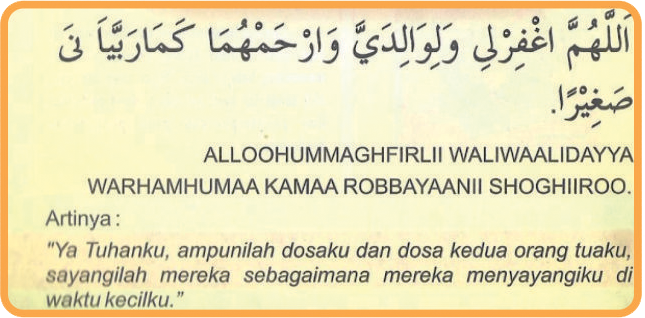 اَللَّهُمَّ اغْفِرْلِي وَلِوَالِدَيَّ وَارْحَمْهُمَا كَمَارَبَّيَا نَى
صَغِيْرًا.
ALLOOHUMMAGHFIRLII WALIWAALIDAYYA
WARHAMHUMAA KAMAA ROBBAYAANII SHOGHIIROO.
Artinya :
"Ya Tuhanku, ampunilah dosaku dan dosa kedua orang tuaku,
sayangilah mereka sebagaimana mereka menyayangiku di
waktu kecilku."